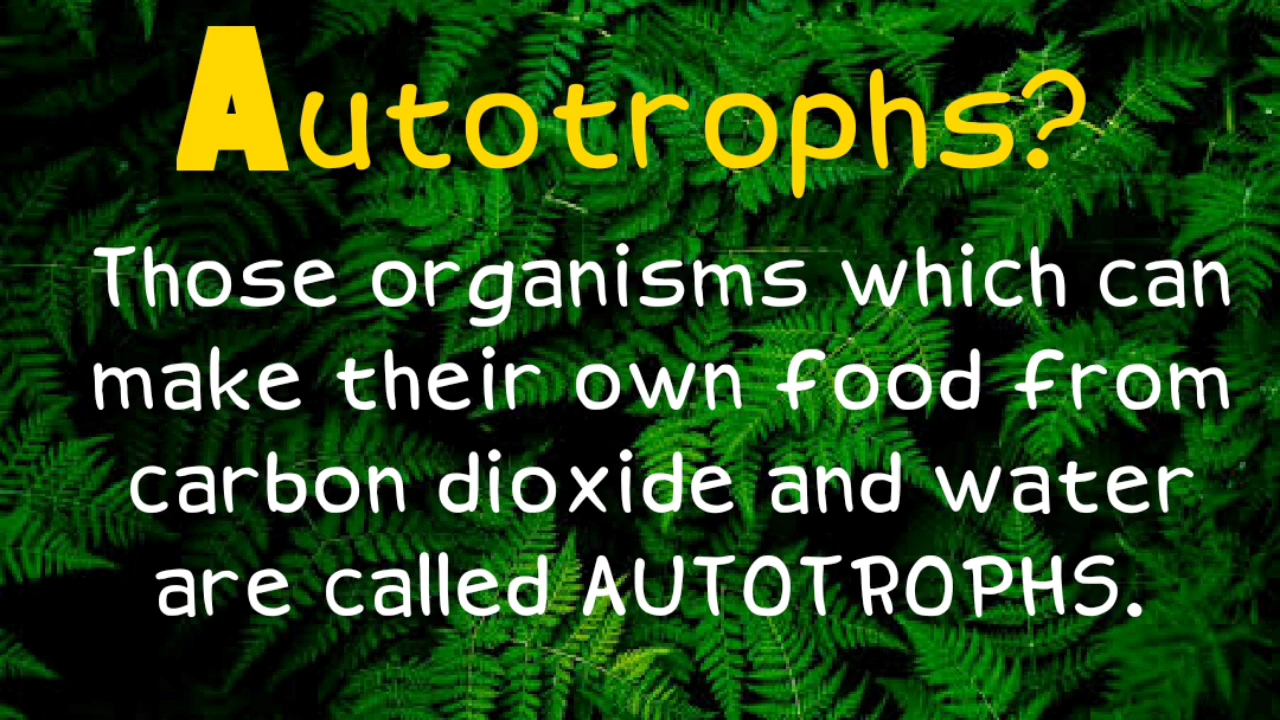 Autotrophs?
Those organisms which can
make their own food from
carbon dioxide and water
are called AUTOTROPHS.